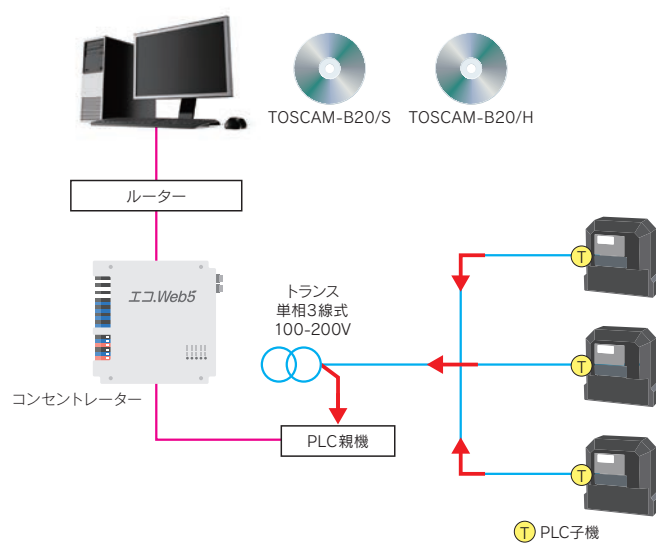 TOSCAM-B20/S
TOSCAM-B20/H
ルーター
エコ.Web5
トランス
単相3線式
100-200V
コンセントレーター
PLC親機
T
T
T
T PLC子機